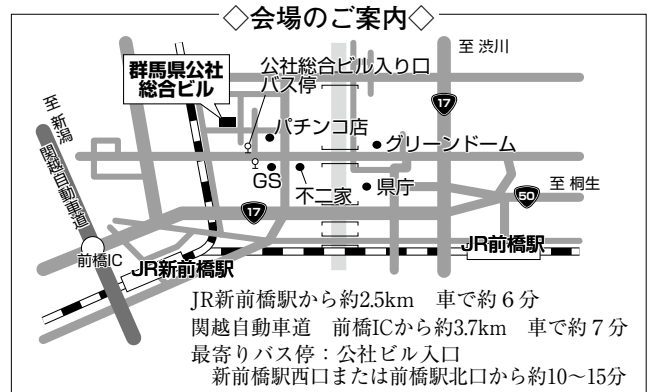 ◇会場のご案内◇
至 渋川
公社総合ビル入り口
バス停
群馬県公社
総合ビル
17
至 新潟
関越自動車道
パチンコ店
グリーンドーム
GS
不二家
県庁
50
至 桐生
17
前橋IC
JR新前橋駅
JR前橋駅
JR新前橋駅から約2.5km　車で約６分
関越自動車道　前橋ICから約3.7km　車で約７分
最寄りバス停：公社ビル入口
新前橋駅西口または前橋駅北口から約10〜15分